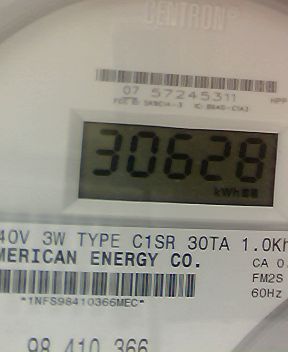 CENTRON®
07 57245311
30628
kWh
40V 3W TYPE C1SR 30TA 1.0Kh
MERICAN ENERGY CO.
CA 0.
FM2S
60Hz
*1NFS98410366MEC*
98 410 366